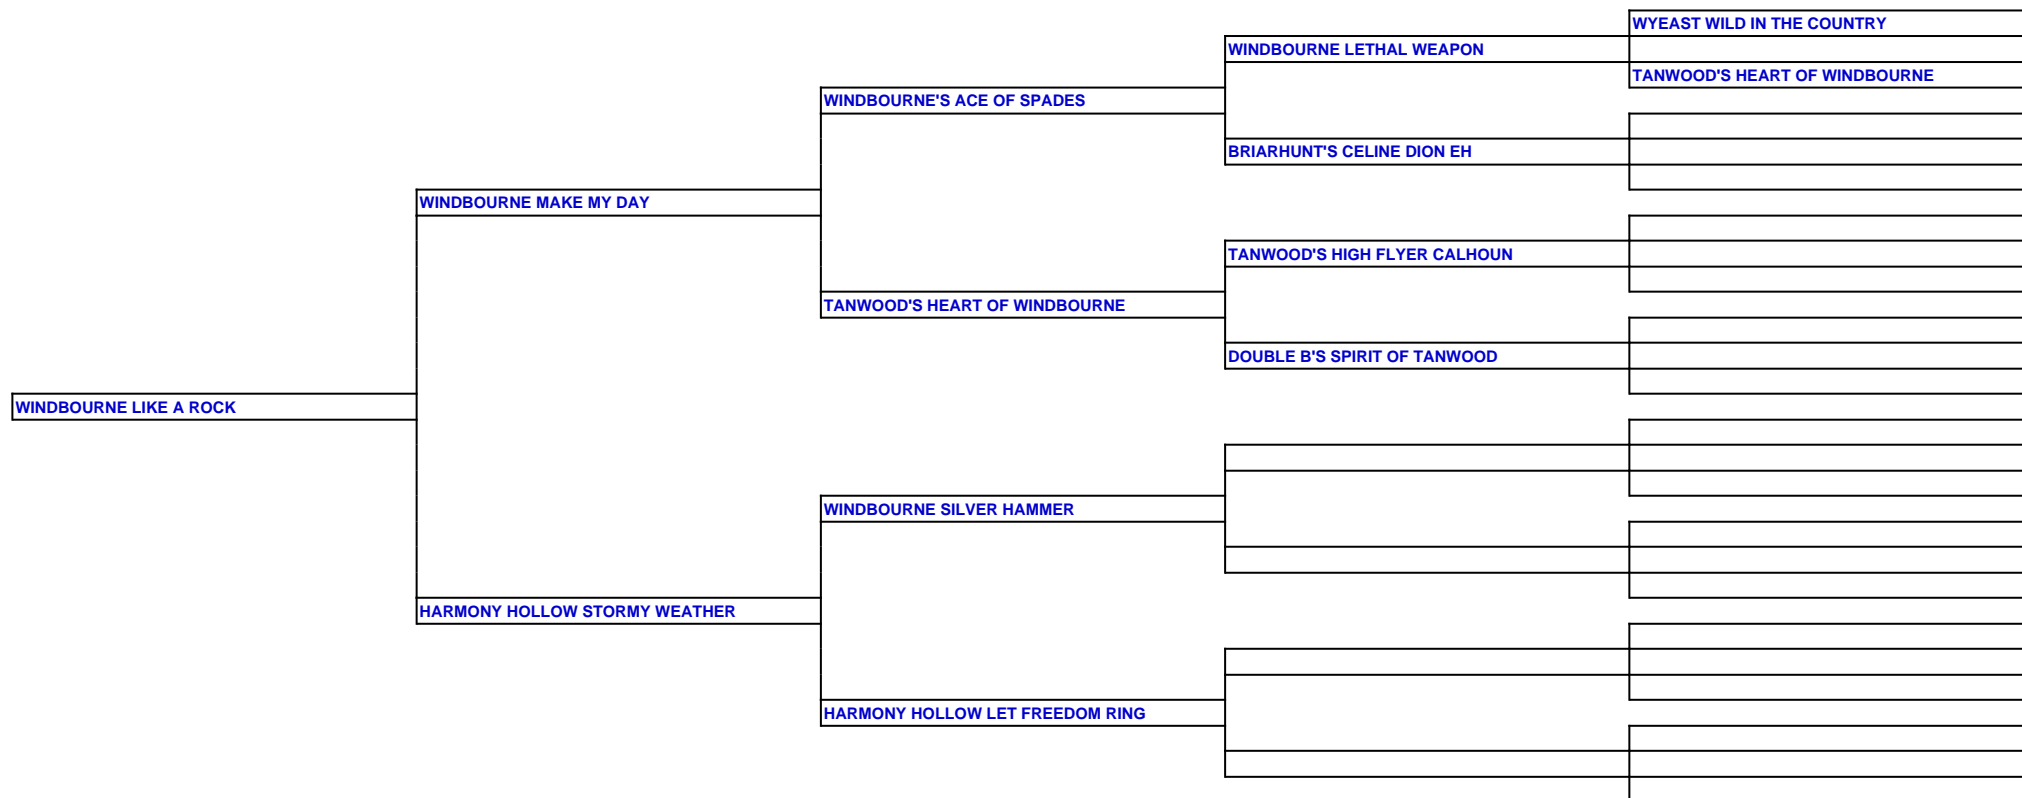 WYEAST WILD IN THE COUNTRY
WINDBOURNE LETHAL WEAPON
TANWOOD'S HEART OF WINDBOURNE
WINDBOURNE'S ACE OF SPADES
BRIARHUNT'S CELINE DION EH
WINDBOURNE MAKE MY DAY
TANWOOD'S HIGH FLYER CALHOUN
TANWOOD'S HEART OF WINDBOURNE
DOUBLE B'S SPIRIT OF TANWOOD
WINDBOURNE LIKE A ROCK
WINDBOURNE SILVER HAMMER
HARMONY HOLLOW STORMY WEATHER
HARMONY HOLLOW LET FREEDOM RING